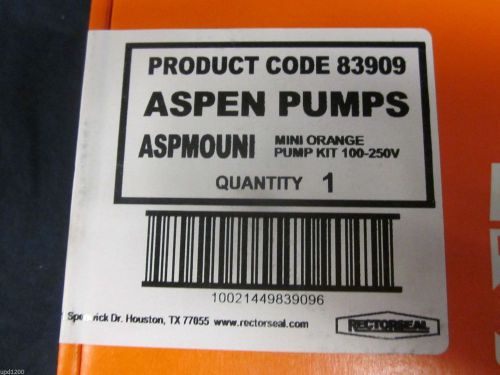 PRODUCT CODE 83909
ASPEN PUMPS
ASPMOUNI MINI ORANGE
PUMP KIT 100-250V
QUANTITY 1
10021449839096
Dr. Houston, TX 77055 www.rectorseal.com
RECTORSEAL
upd1200